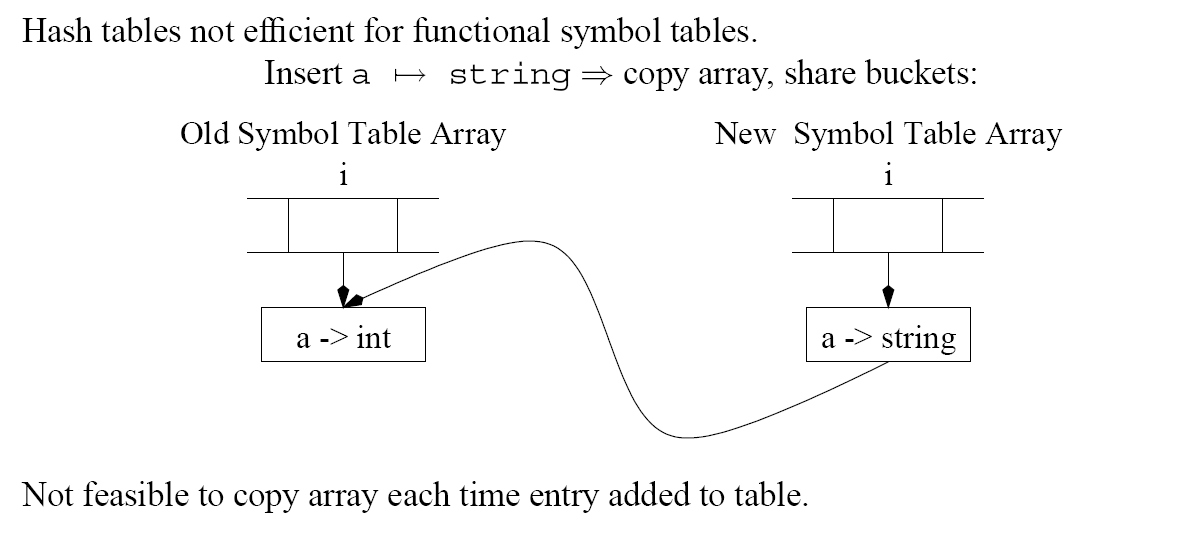 Hash tables not efficient for functional symbol tables.
Insert a ↦ string ⇒ copy array, share buckets:
Old Symbol Table Array
New Symbol Table Array
i
i
a -> int
a -> string
Not feasible to copy array each time entry added to table.